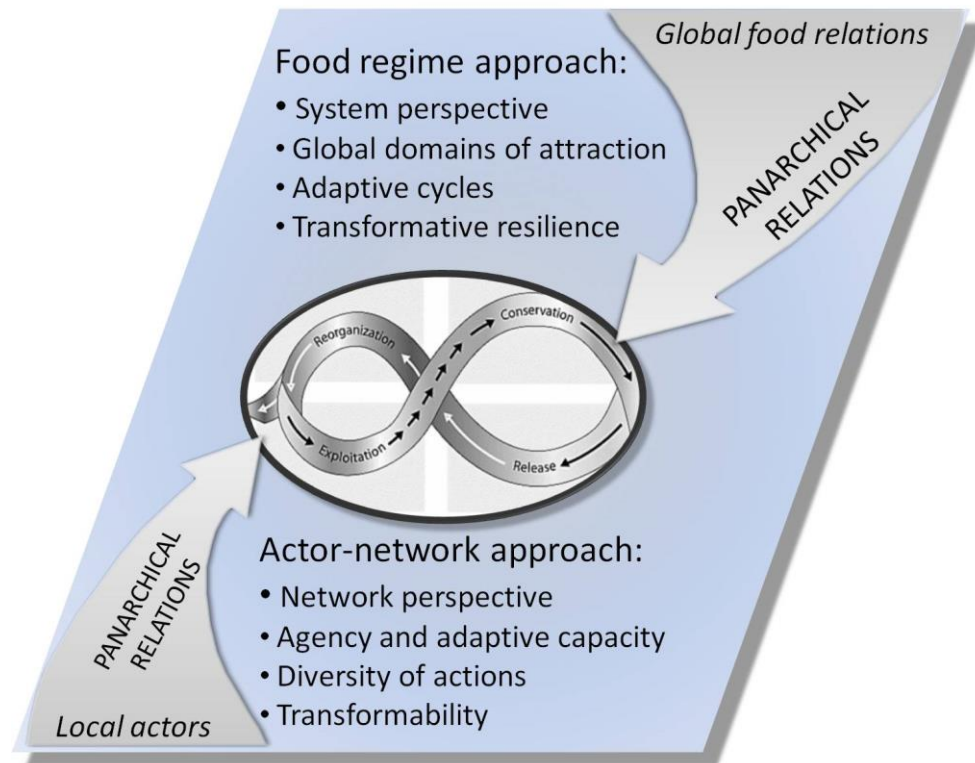 Global food relations
PANARCHICAL
RELATIONS
Food regime approach:
• System perspective
• Global domains of attraction
• Adaptive cycles
• Transformative resilience
Reorganization
Conservation
Exploitation
Release
Actor-network approach:
• Network perspective
• Agency and adaptive capacity
• Diversity of actions
• Transformability
PANARCHICAL
RELATIONS
Local actors